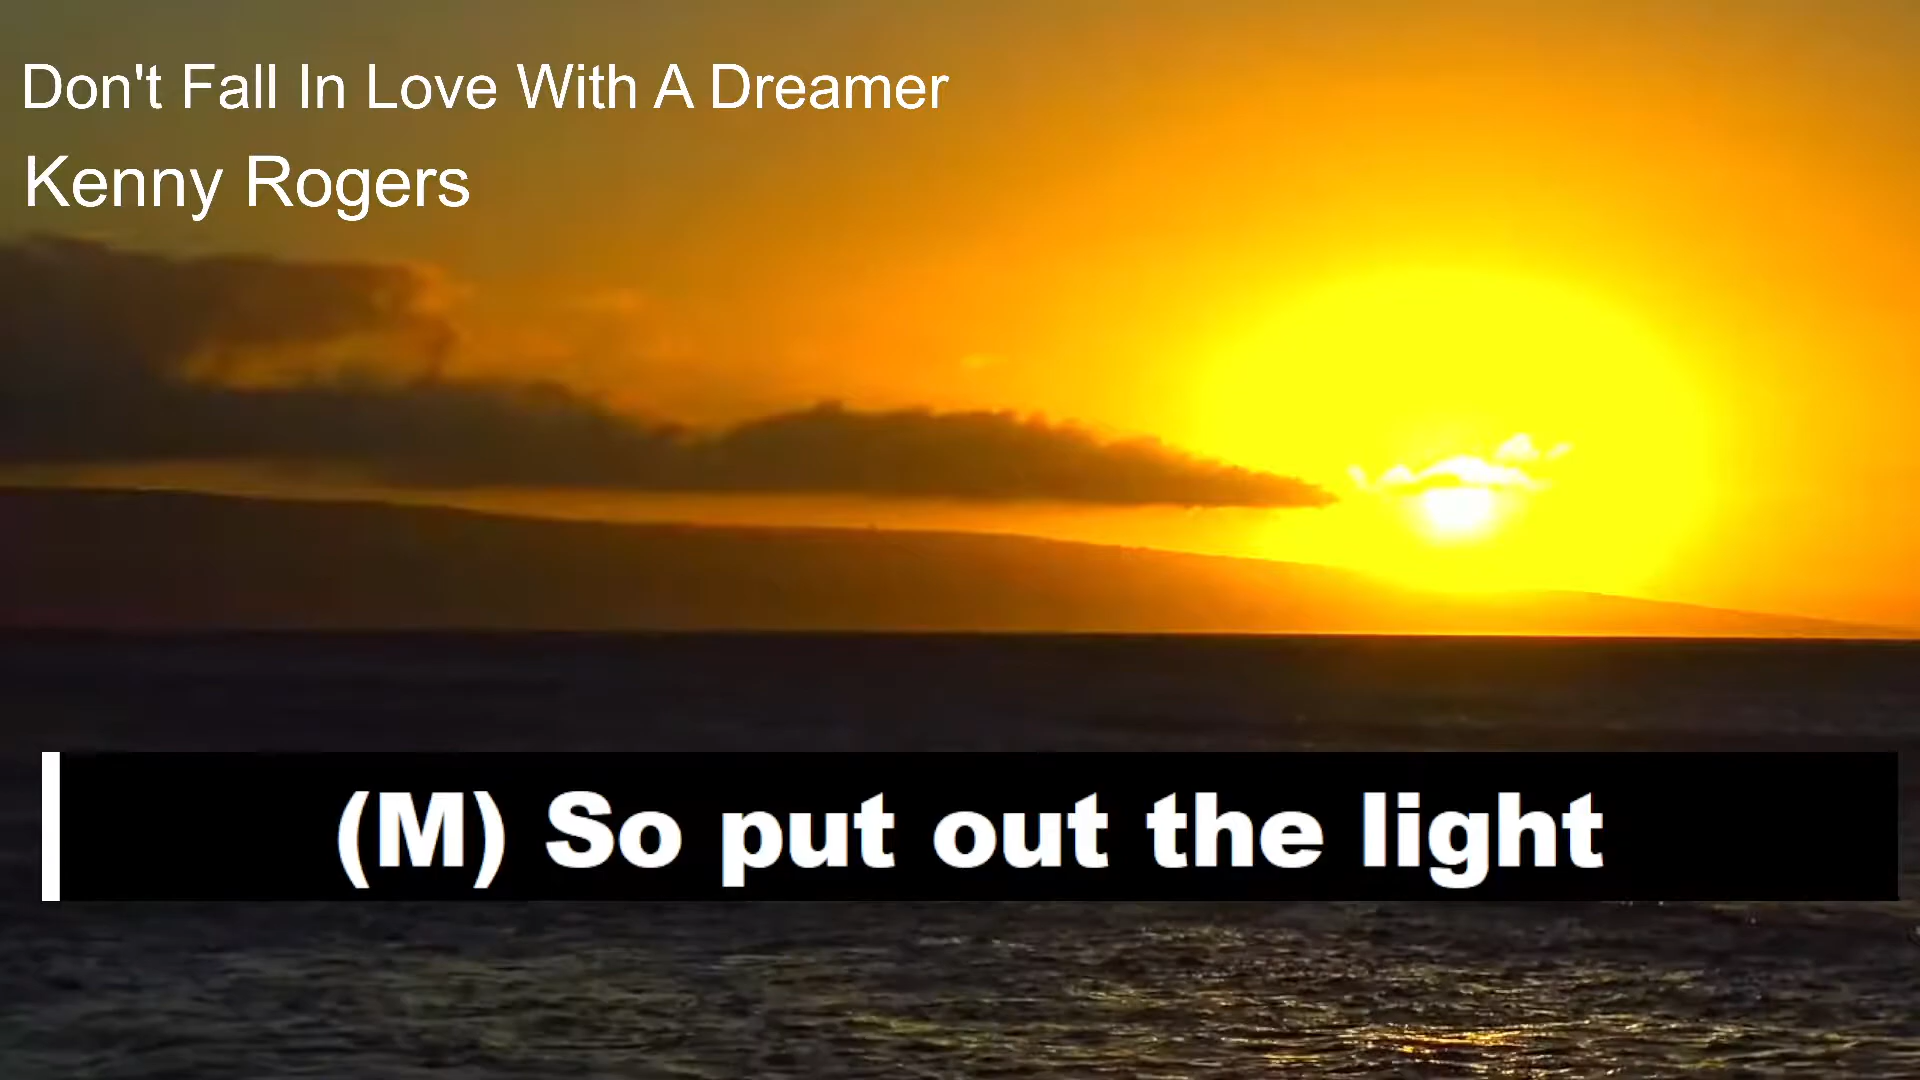 Don't Fall In Love With A Dreamer
Kenny Rogers
(M) So put out the light